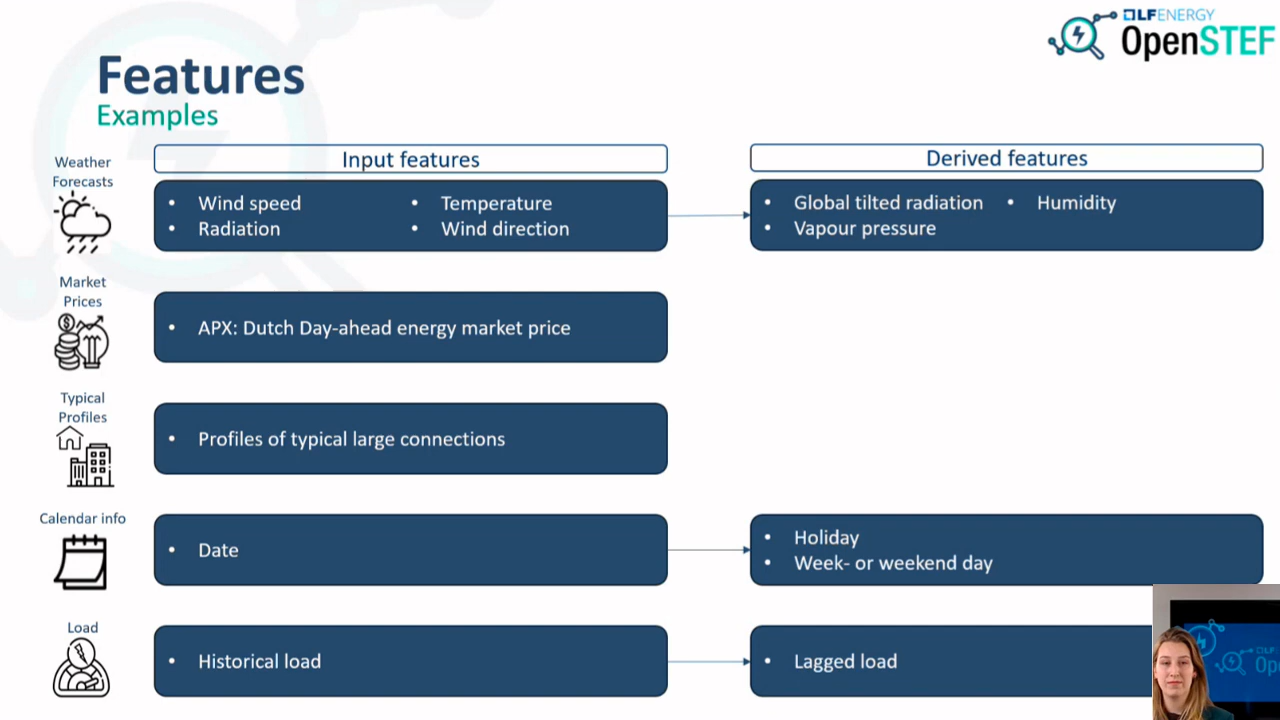 LFENERGY
OpenSTEF
Features
Examples
Weather
Forecasts
Input features
Derived features
• Wind speed
• Radiation
• Temperature
• Wind direction
• Global tilted radiation
• Vapour pressure
• Humidity
Market
Prices
• APX: Dutch Day-ahead energy market price
Typical
Profiles
• Profiles of typical large connections
Calendar info
• Date
• Holiday
• Week- or weekend day
Load
• Historical load
• Lagged load